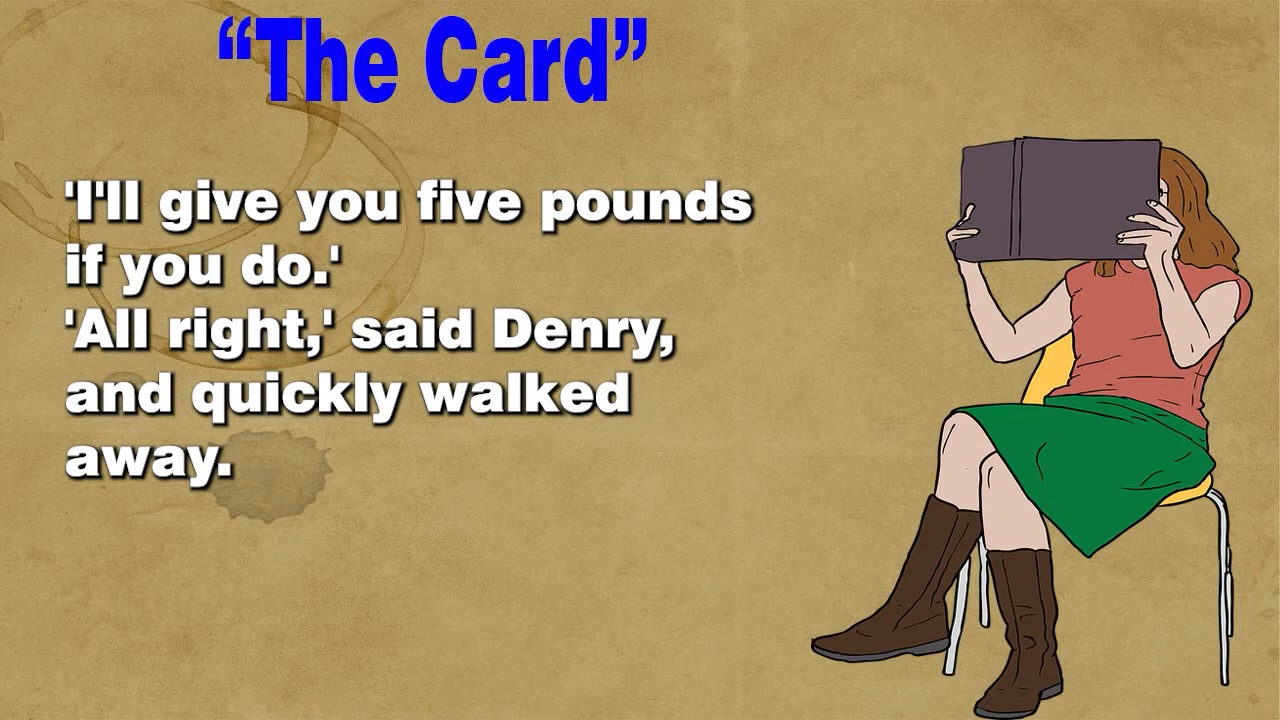 “The Card”
'I'll give you five pounds
if you do.'
'All right,' said Denry,
and quickly walked
away.